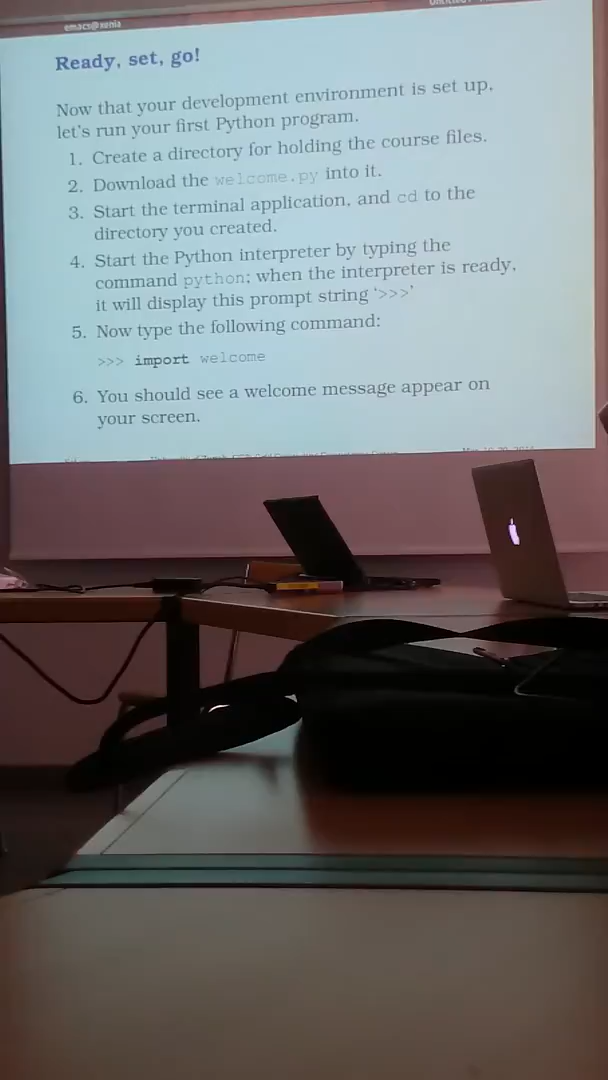 emacs@xenia
Ready, set, go!
Now that your development environment is set up,
let's run your first Python program.
1. Create a directory for holding the course files.
2. Download the welcome.py into it.
3. Start the terminal application, and cd to the
directory you created.
4. Start the Python interpreter by typing the
command python; when the interpreter is ready,
it will display this prompt string '>>>'
5. Now type the following command:
>>> import welcome
6. You should see a welcome message appear on
your screen.